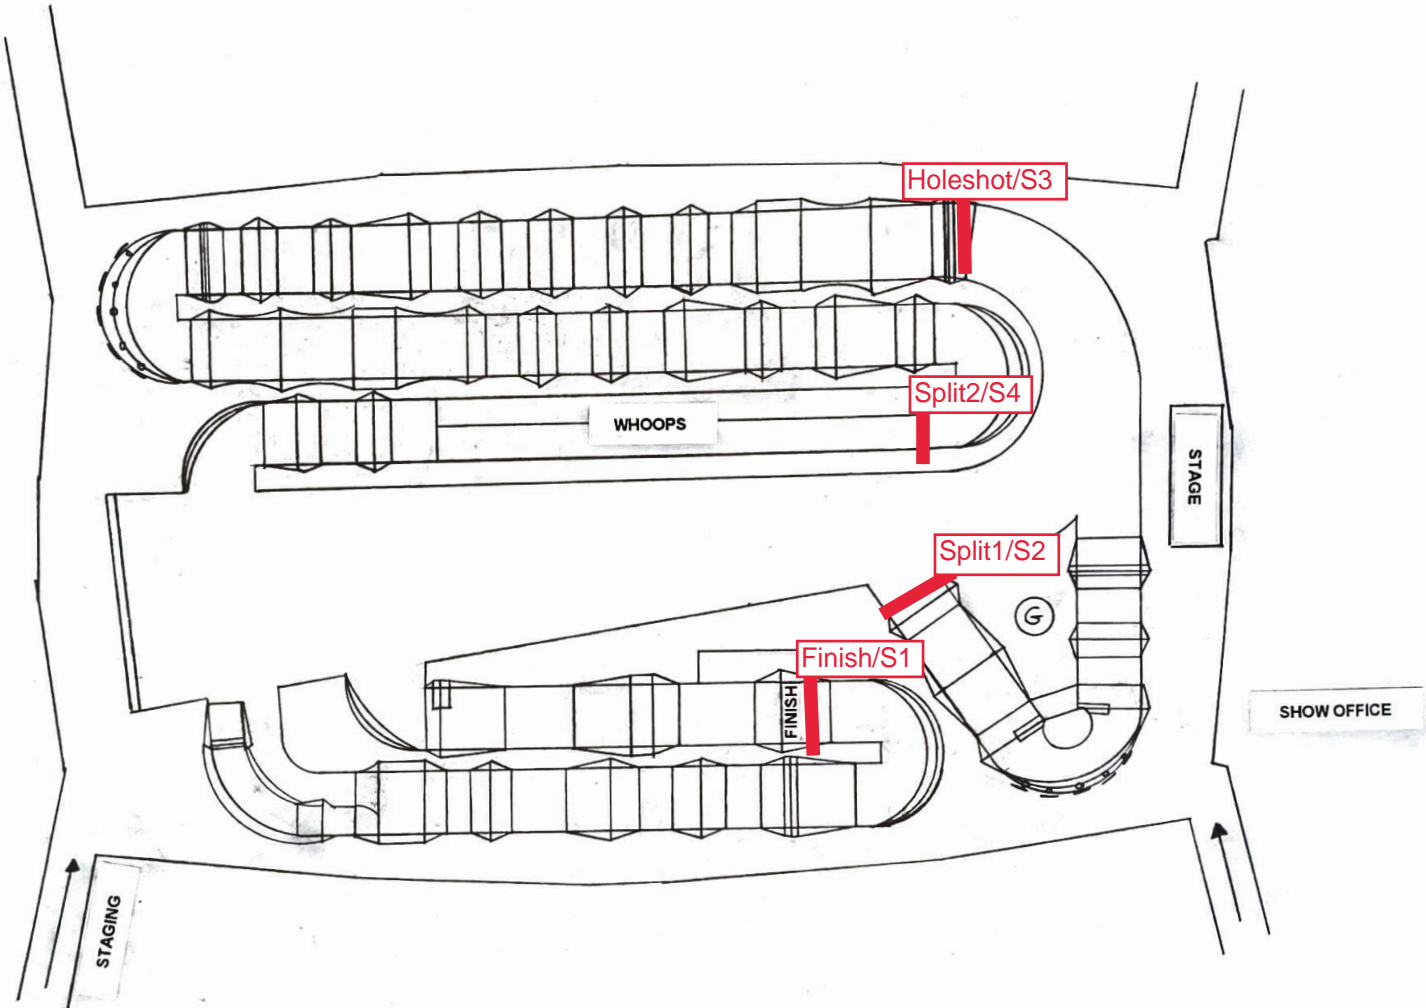 Holeshot/S3
Split2/S4
WHOOPS
STAGE
Split1/S2
G
Finish/S1
FINISH
SHOW OFFICE
STAGING